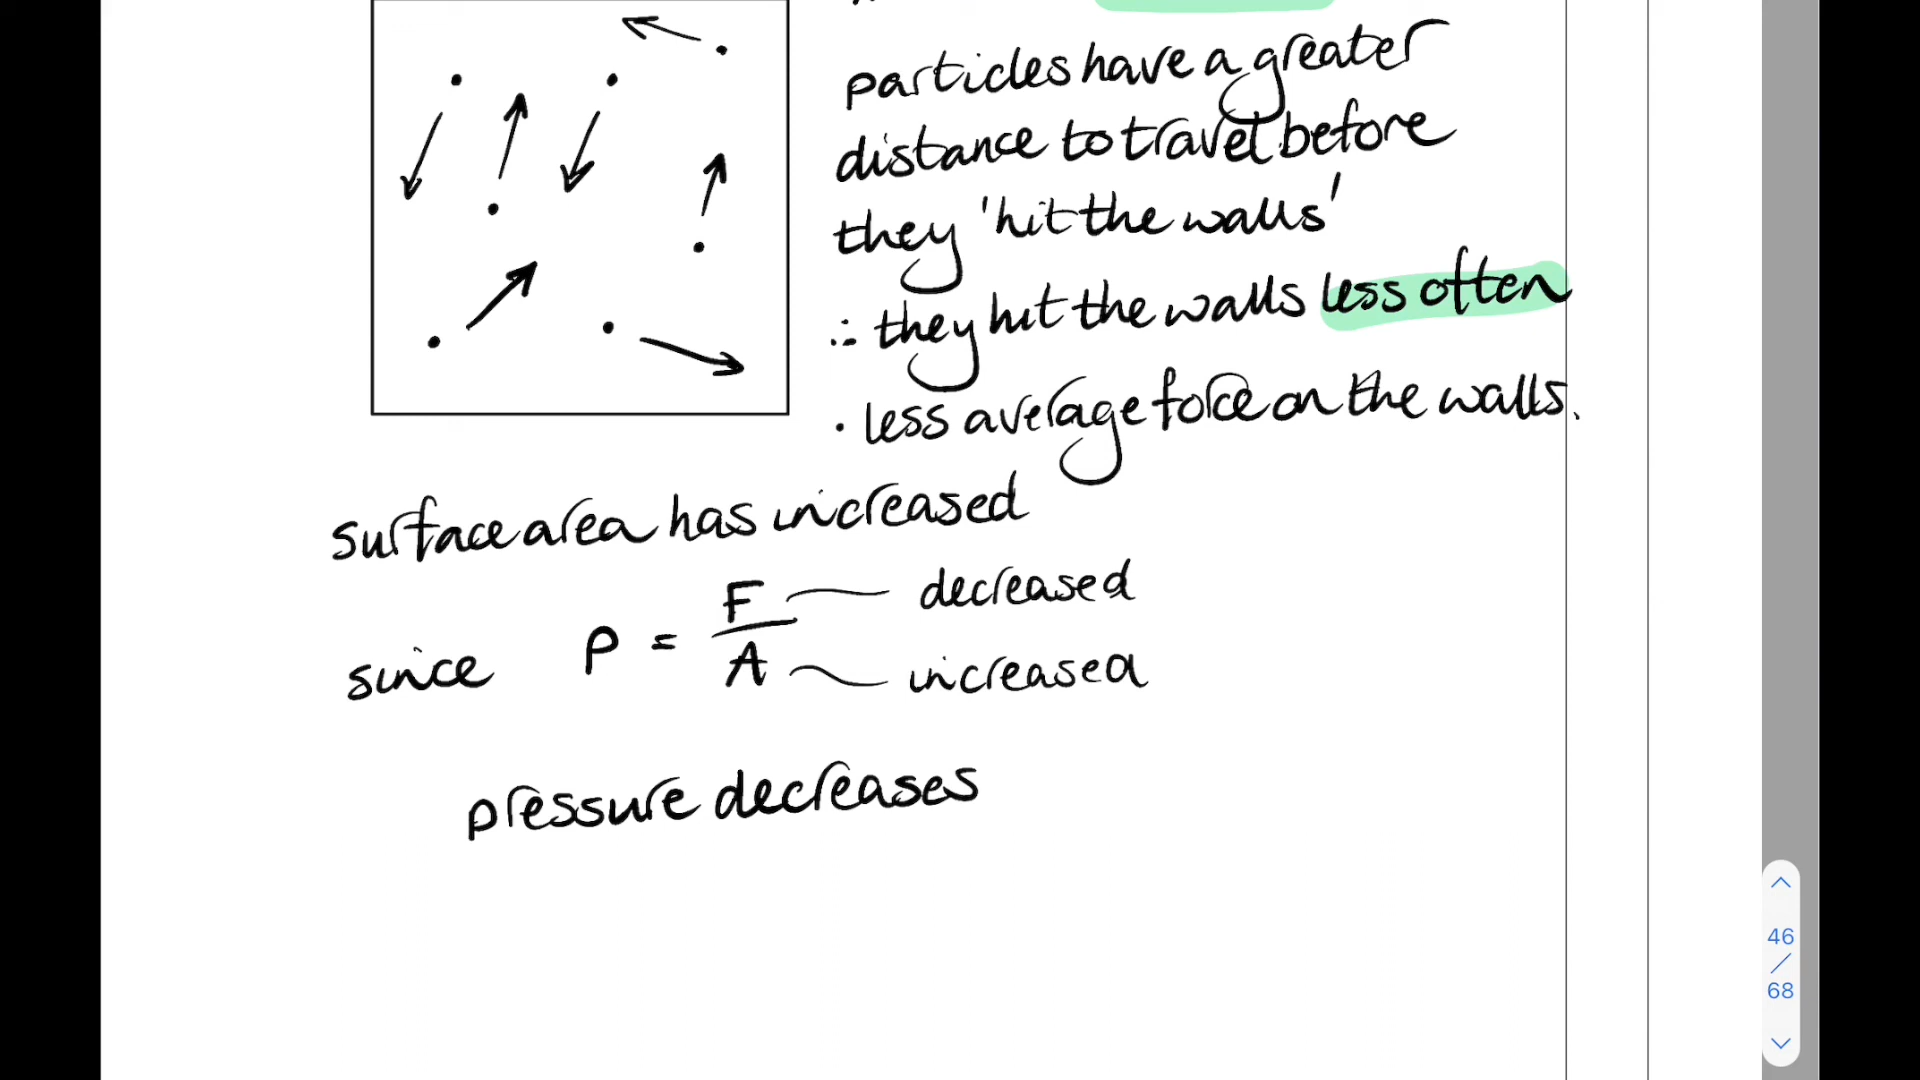 particles have a greater
distance to travel before
they 'hit the walls'
∴ they hit the walls less often
• less average force on the walls.
surface area has increased
since P = F/A
decreased
increased
pressure decreases
46
/
68